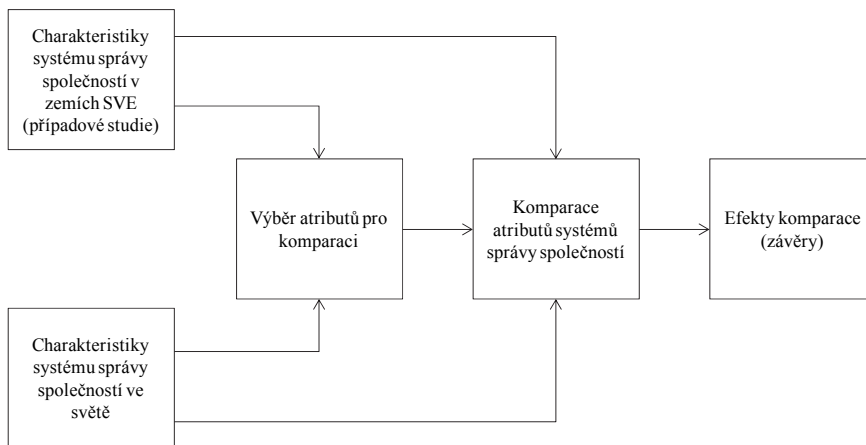 Charakteristiky
systému správy
společností v
zemích SVE
(případové studie)
Výběr atributů pro
komparaci
Komparace
atributů systémů
správy společností
Efekty komparace
(závěry)
Charakteristiky
systému správy
společností ve
světě